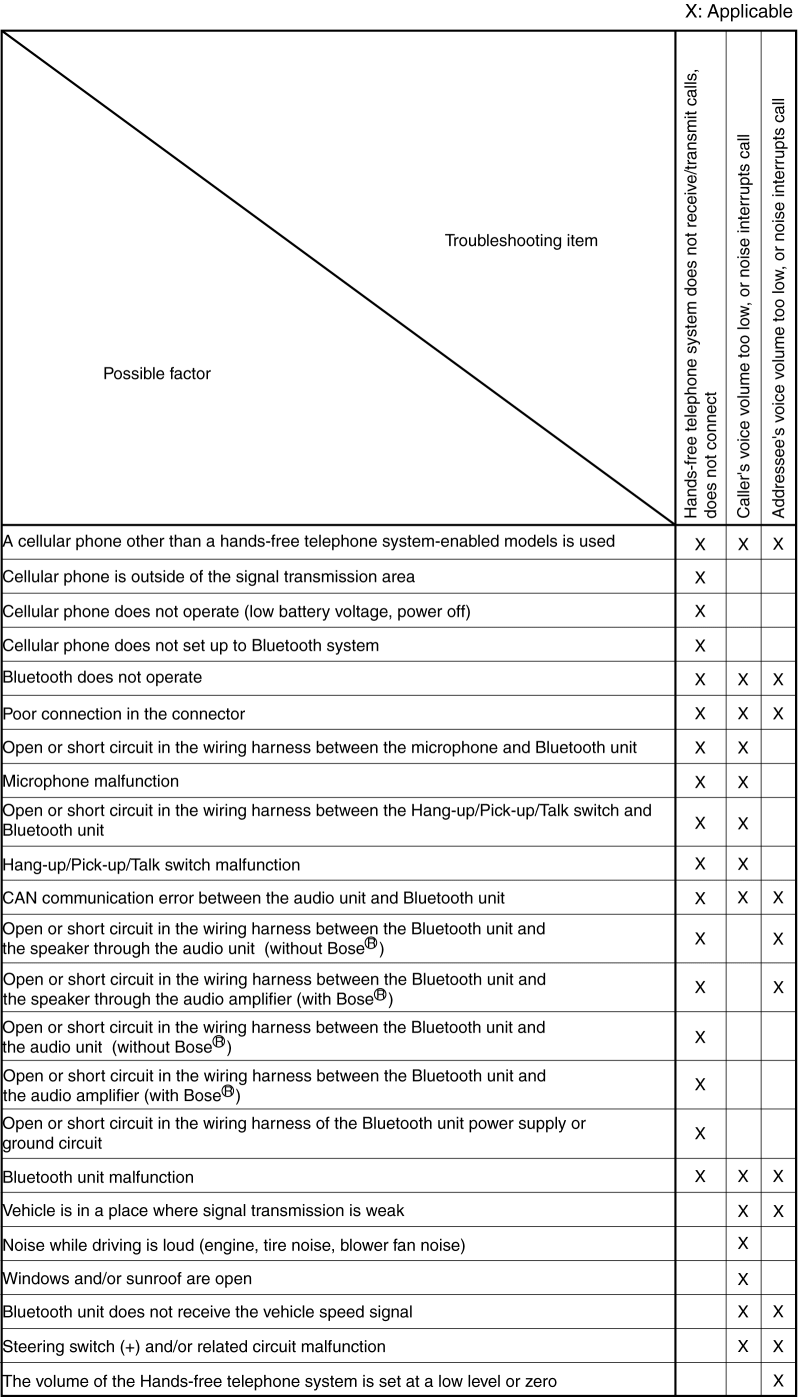 X: Applicable
Troubleshooting item
Possible factor
Hands-free telephone system does not receive/transmit calls,
does not connect
Caller's voice volume too low, or noise interrupts call
Addressee's voice volume too low, or noise interrupts call
A cellular phone other than a hands-free telephone system-enabled models is used X X X
Cellular phone is outside of the signal transmission area X
Cellular phone does not operate (low battery voltage, power off) X
Cellular phone does not set up to Bluetooth system X
Bluetooth does not operate X X X
Poor connection in the connector X X X
Open or short circuit in the wiring harness between the microphone and Bluetooth unit X X
Microphone malfunction X X
Open or short circuit in the wiring harness between the Hang-up/Pick-up/Talk switch and
Bluetooth unit X X
Hang-up/Pick-up/Talk switch malfunction X X
CAN communication error between the audio unit and Bluetooth unit X X X
Open or short circuit in the wiring harness between the Bluetooth unit and
the speaker through the audio unit (without Bose®) X X
Open or short circuit in the wiring harness between the Bluetooth unit and
the speaker through the audio amplifier (with Bose®) X X
Open or short circuit in the wiring harness between the Bluetooth unit and
the audio unit (without Bose®) X
Open or short circuit in the wiring harness between the Bluetooth unit and
the audio amplifier (with Bose®) X
Open or short circuit in the wiring harness of the Bluetooth unit power supply or
ground circuit X
Bluetooth unit malfunction X X X
Vehicle is in a place where signal transmission is weak X X
Noise while driving is loud (engine, tire noise, blower fan noise) X
Windows and/or sunroof are open X
Bluetooth unit does not receive the vehicle speed signal X X
Steering switch (+) and/or related circuit malfunction X X
The volume of the Hands-free telephone system is set at a low level or zero X